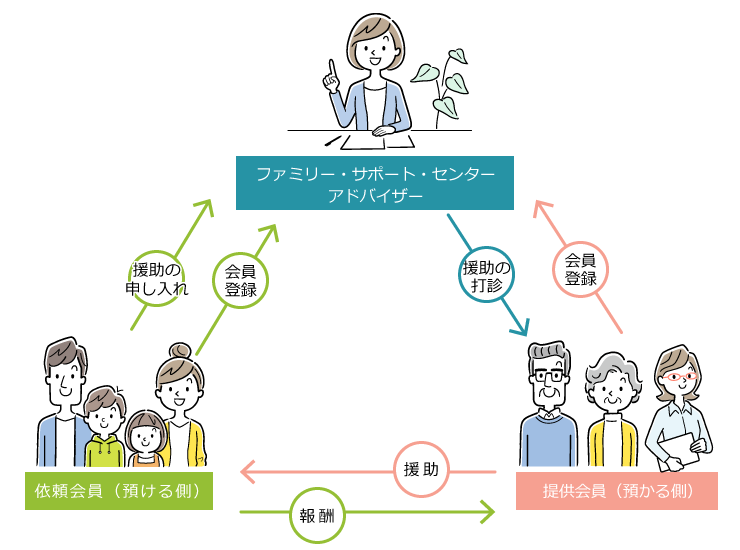 ファミリー・サポート・センター
アドバイザー
援助の
申し入れ
会員
登録
援助の
打診
会員
登録
援助
依頼会員（預ける側）
提供会員（預かる側）
報酬